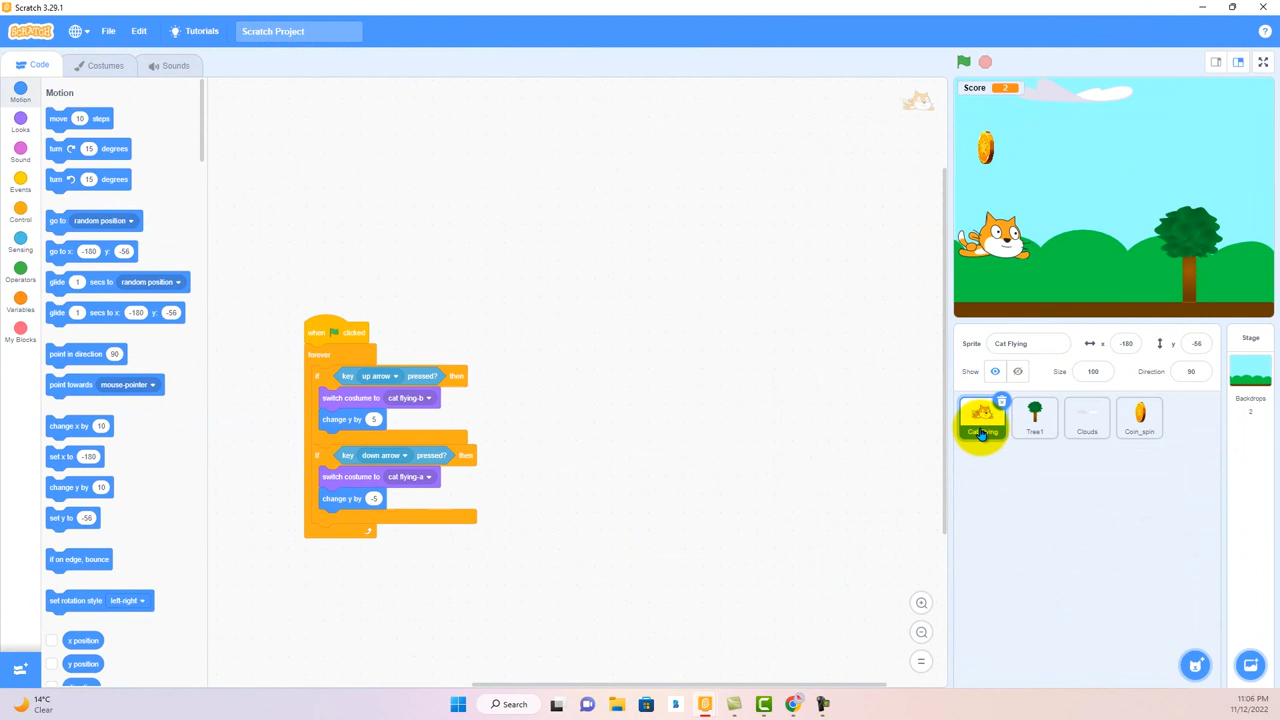 Scratch 3.29.1
SCRATCH
File
Edit
Tutorials
Scratch Project
?
Code
Costumes
Sounds
Motion
Looks
Sound
Events
Control
Sensing
Operators
Variables
My Blocks
Motion
move 10 steps
turn 15 degrees
turn 15 degrees
go to random position
go to x: -180 y: -56
glide 1 secs to random position
glide 1 secs to x: -180 y: -56
point in direction 90
point towards mouse-pointer
change x by 10
set x to -180
change y by 10
set y to -56
if on edge, bounce
set rotation style left-right
x position
y position
when clicked
forever
if key up arrow pressed? then
switch costume to cat flying-b
change y by 5
if key down arrow pressed? then
switch costume to cat flying-a
change y by -5
Score 2
Sprite Cat Flying x -180 y -56
Show Size 100 Direction 90
Tree1
Clouds
Coin_spin
Stage
Backdrops
2
14°C
Clear
Search
11:06 PM
11/12/2022